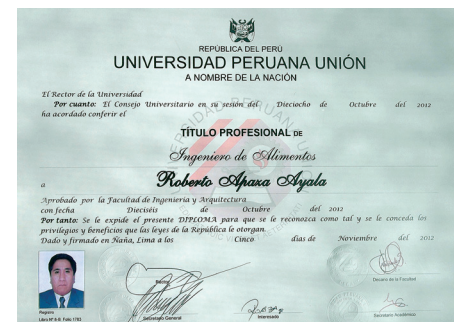 REPÚBLICA DEL PERÚ
UNIVERSIDAD PERUANA UNIÓN
A NOMBRE DE LA NACIÓN
El Rector de la Universidad
Por cuanto: El Consejo Universitario en su sesión del Dieciocho de Octubre del 2012
ha acordado conferir el
TÍTULO PROFESIONAL DE
Ingeniero de Alimentos
a Roberto Apaza Ayala
Aprobado por la Facultad de Ingeniería y Arquitectura
con fecha Dieciséis de Octubre del 2012
Por tanto: Se le expide el presente DIPLOMA para que se le reconozca como tal y se le conceda los
privilegios y beneficios que las leyes de la República le otorgan
Dado y firmado en Ñaña, Lima a los Cinco días de Noviembre del 2012
Decano de la Facultad
Rector
Registro
Secretario General
Interesado
Secretario Académico